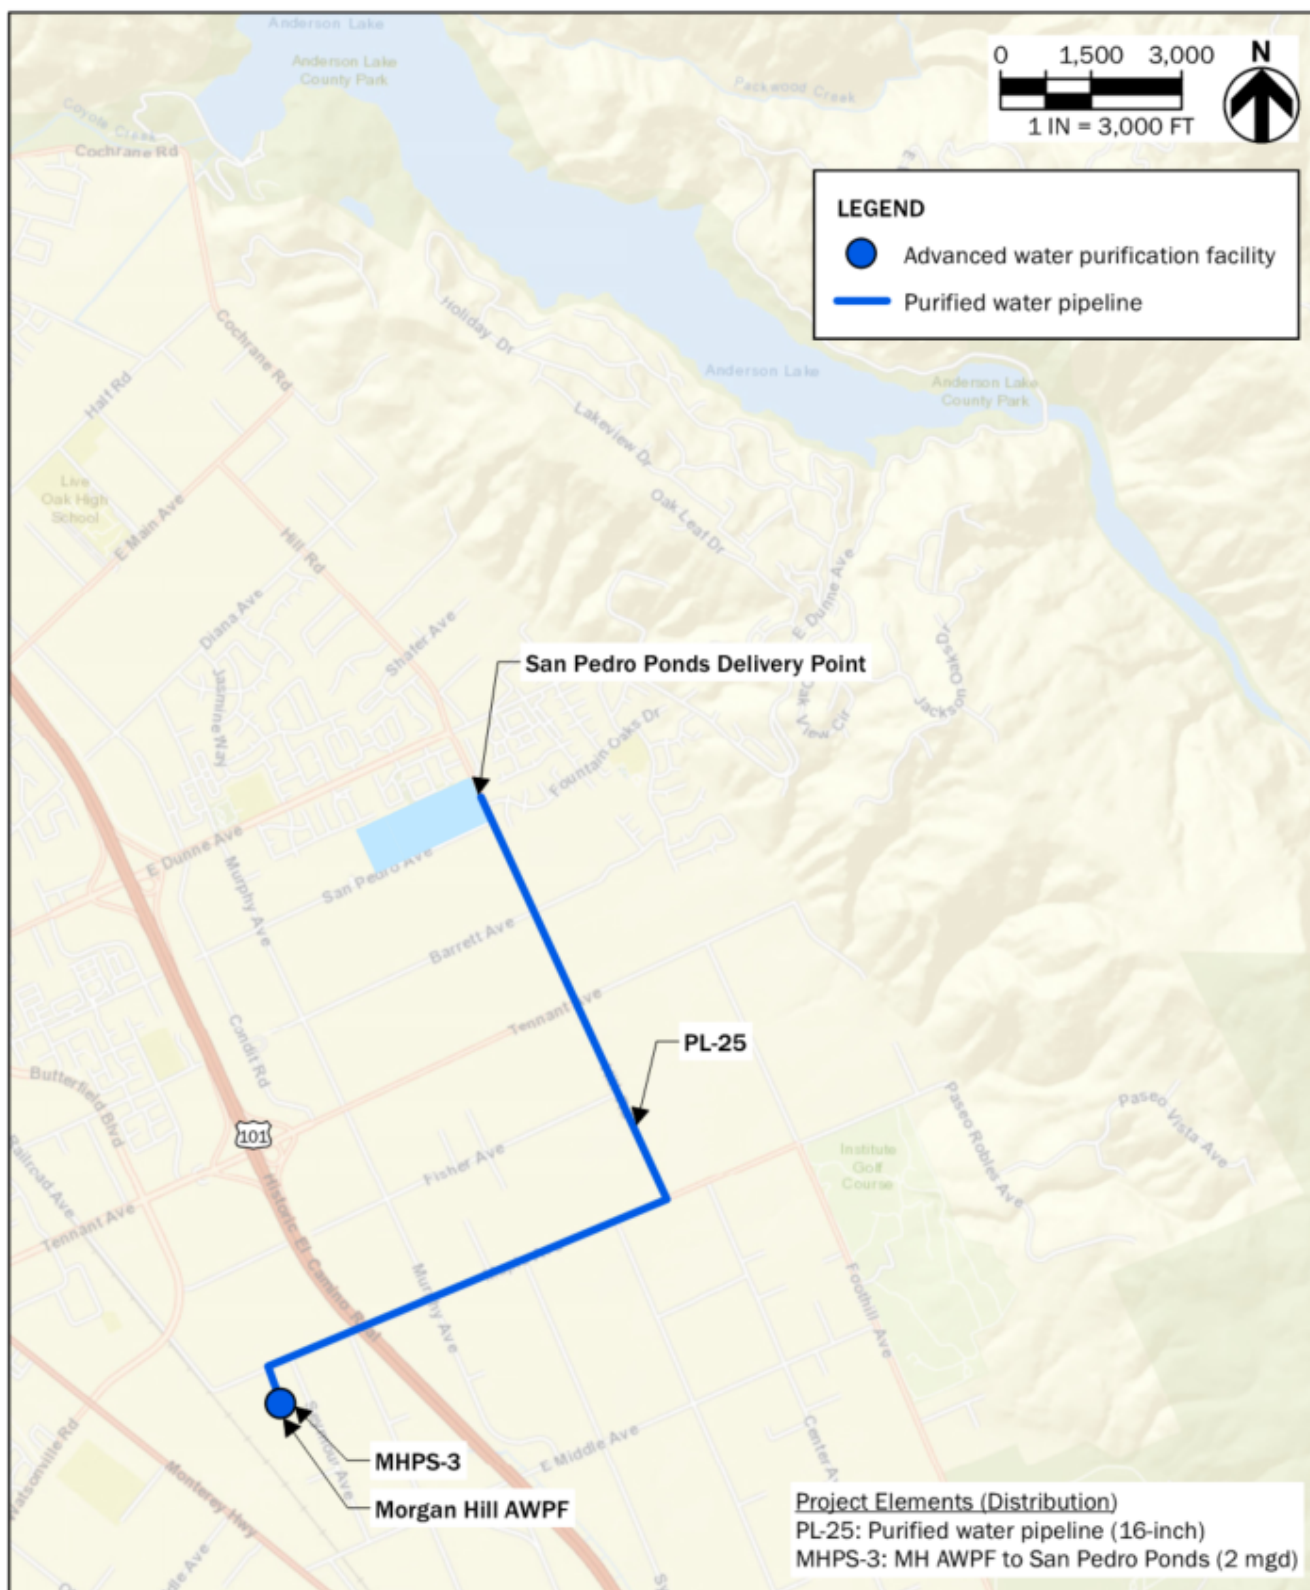 Anderson Lake
Anderson Lake
County Park
Packwood Creek
0 1,500 3,000
N
1 IN = 3,000 FT
Coyote Creek
Cochrane Rd
LEGEND
Advanced water purification facility
Purified water pipeline
Holiday Dr
Cochrane Rd
Half Rd
Anderson Lake
Anderson Lake
County Park
Lakeview Dr
Live
Oak High
School
E Main Ave
Oak Leaf Dr
Hill Rd
E Dunne Ave
Diana Ave
Shafer Ave
Jasmine Way
San Pedro Ponds Delivery Point
Jackson Oaks Dr
Oak View Cir
Fountain Oaks Dr
E Dunne Ave
Murphy Ave
San Pedro Ave
Barrett Ave
Tennant Ave
Condit Rd
PL-25
Butterfield Blvd
101
Railroad Ave
Fisher Ave
Institute
Golf
Course
Paseo Robles Ave
Paseo Vista Ave
Tennant Ave
Historic El Camino Real
Murphy Ave
Foothill Ave
Seymour Ave
Watsonville Rd
Monterey Hwy
E Middle Ave
Center Ave
MHPS-3
Morgan Hill AWPF
Project Elements (Distribution)
PL-25: Purified water pipeline (16-inch)
MHPS-3: MH AWPF to San Pedro Ponds (2 mgd)